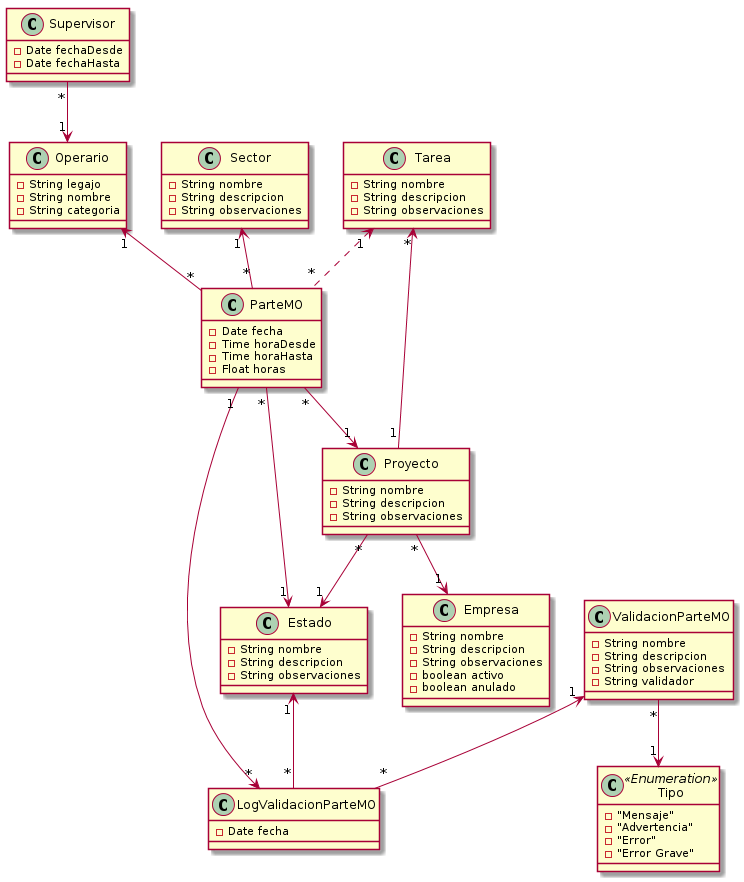 C Supervisor
Date fechaDesde
Date fechaHasta
*
1
C Operario
String legajo
String nombre
String categoria
C Sector
String nombre
String descripcion
String observaciones
C Tarea
String nombre
String descripcion
String observaciones
1
1
1
*
*
*
*
C ParteMO
Date fecha
Time horaDesde
Time horaHasta
Float horas
1
*
*
1
1
C Proyecto
String nombre
String descripcion
String observaciones
*
*
1
1
1
C Estado
String nombre
String descripcion
String observaciones
C Empresa
String nombre
String descripcion
String observaciones
boolean activo
boolean anulado
C ValidacionParteMO
String nombre
String descripcion
String observaciones
String validador
1
1
*
1
*
*
*
C LogValidacionParteMO
Date fecha
C «Enumeration»
Tipo
"Mensaje"
"Advertencia"
"Error"
"Error Grave"